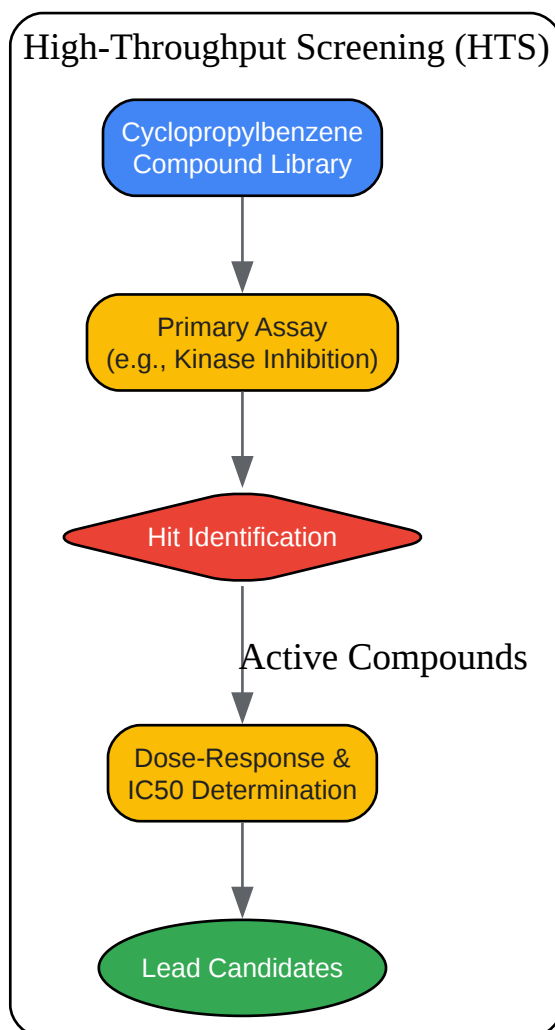 High-Throughput Screening (HTS)
Cyclopropylbenzene
Compound Library
Primary Assay
(e.g., Kinase Inhibition)
Hit Identification
Active Compounds
Dose-Response &
IC50 Determination
Lead Candidates